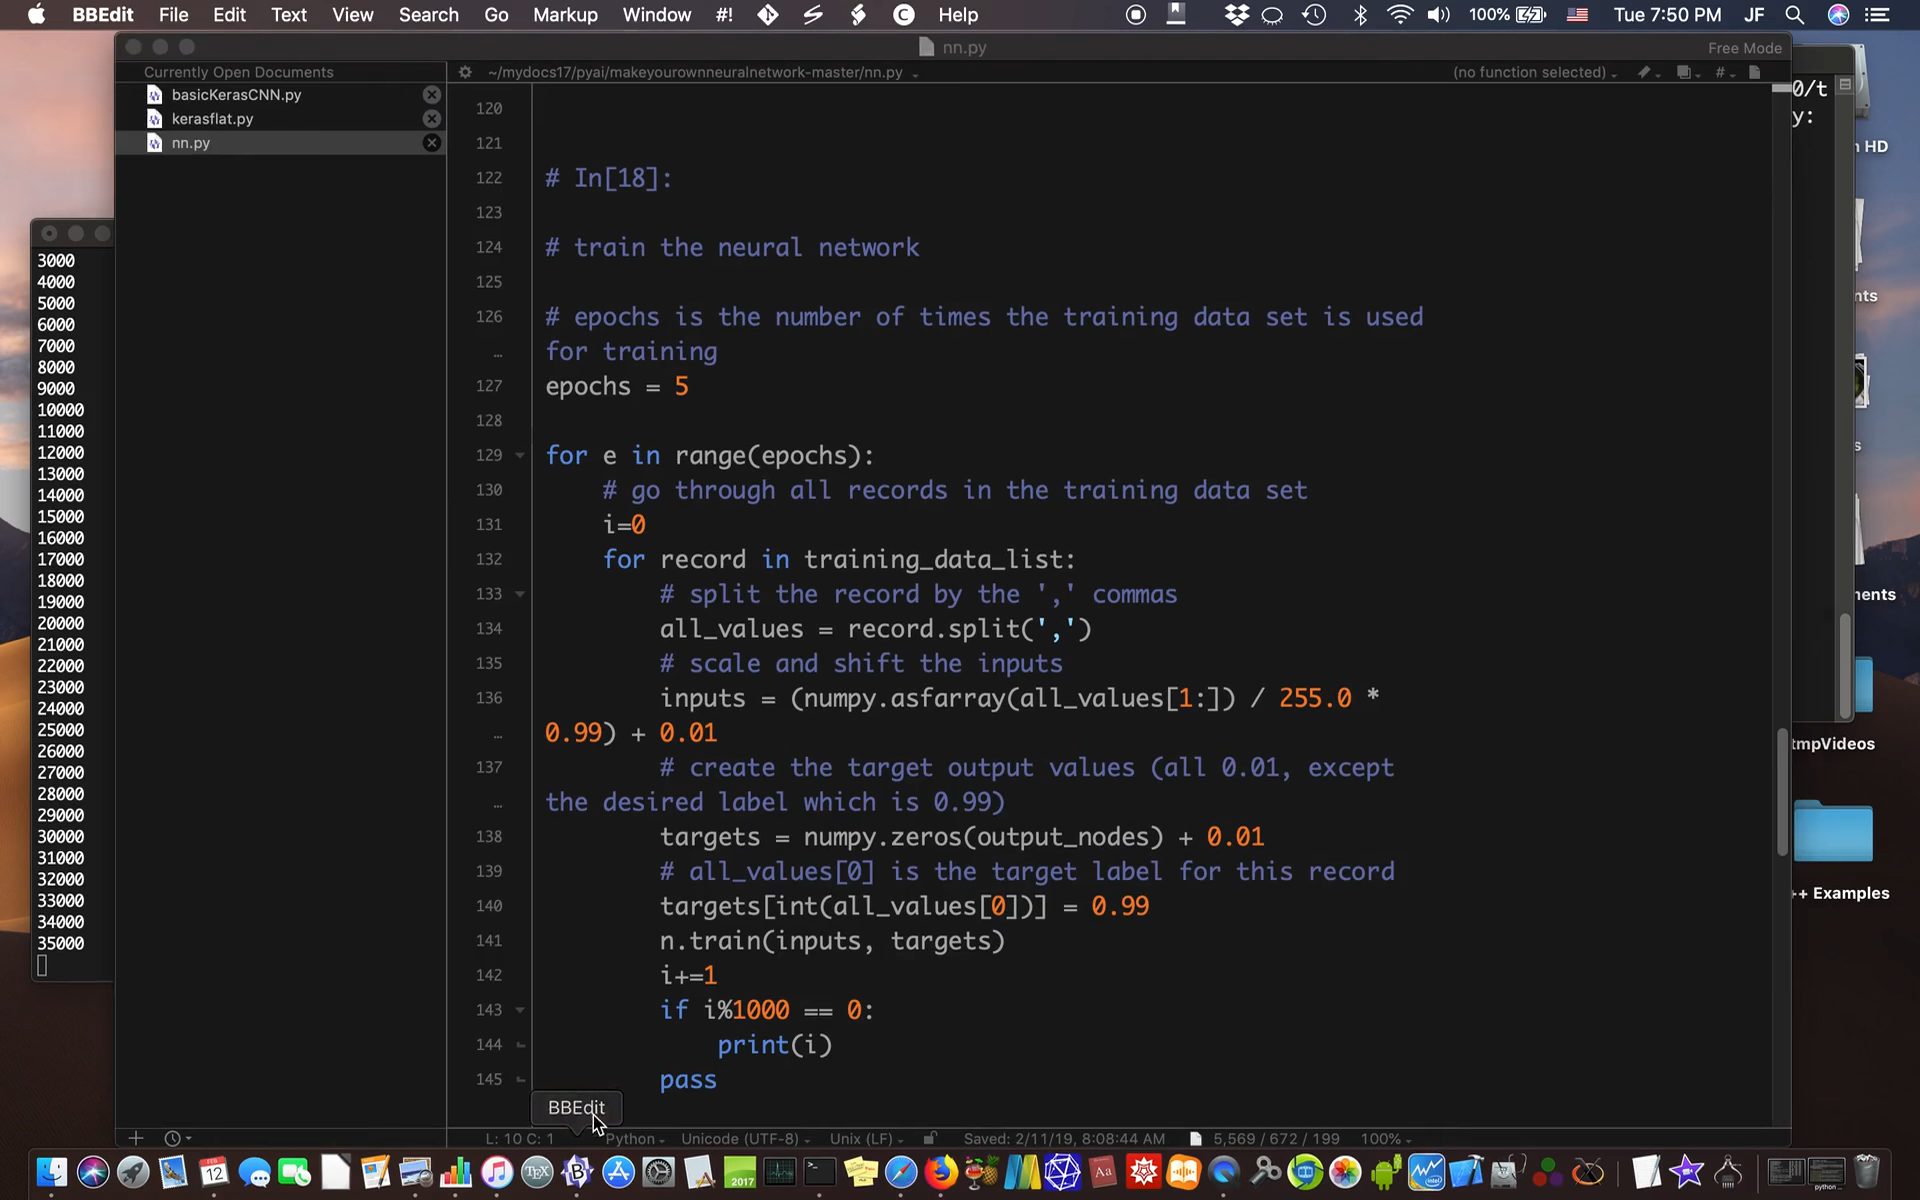 BBEdit File Edit Text View Search Go Markup Window #! Help 100% Tue 7:50 PM JF
nn.py
Free Mode
Currently Open Documents
~/mydocs17/pyai/makeyourownneuralnetwork-master/nn.py
(no function selected)
#
basicKerasCNN.py
kerasflat.py
nn.py
120
121
122 # In[18]:
123
124 # train the neural network
125
126 # epochs is the number of times the training data set is used
… for training
127 epochs = 5
128
129 for e in range(epochs):
130 # go through all records in the training data set
131 i=0
132 for record in training_data_list:
133 # split the record by the ',' commas
134 all_values = record.split(',')
135 # scale and shift the inputs
136 inputs = (numpy.asfarray(all_values[1:]) / 255.0 *
… 0.99) + 0.01
137 # create the target output values (all 0.01, except
… the desired label which is 0.99)
138 targets = numpy.zeros(output_nodes) + 0.01
139 # all_values[0] is the target label for this record
140 targets[int(all_values[0])] = 0.99
141 n.train(inputs, targets)
142 i+=1
143 if i%1000 == 0:
144 print(i)
145 pass
BBEdit
L: 10 C: 1 Python Unicode (UTF-8) Unix (LF) Saved: 2/11/19, 8:08:44 AM 5,569 / 672 / 199 100%
3000
4000
5000
6000
7000
8000
9000
10000
11000
12000
13000
14000
15000
16000
17000
18000
19000
20000
21000
22000
23000
24000
25000
26000
27000
28000
29000
30000
31000
32000
33000
34000
35000
0/t
y:
HD
nts
s
ments
tmpVideos
++ Examples
FEB
12
TEX
2017
Aa
python